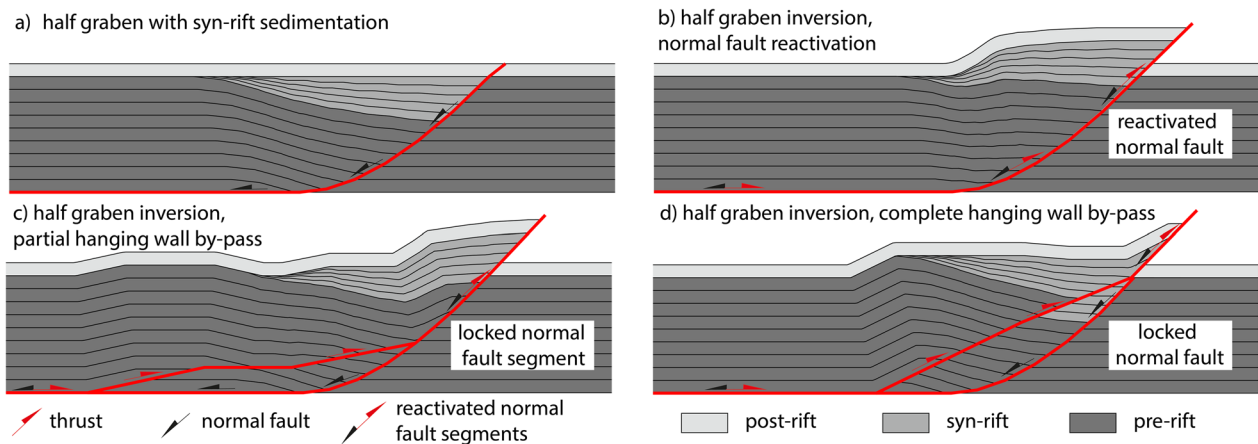 a) half graben with syn-rift sedimentation
b) half graben inversion,
normal fault reactivation
reactivated
normal fault
c) half graben inversion,
partial hanging wall by-pass
locked normal
fault segment
d) half graben inversion, complete hanging wall by-pass
locked
normal fault
thrust
normal fault
reactivated normal
fault segments
post-rift
syn-rift
pre-rift